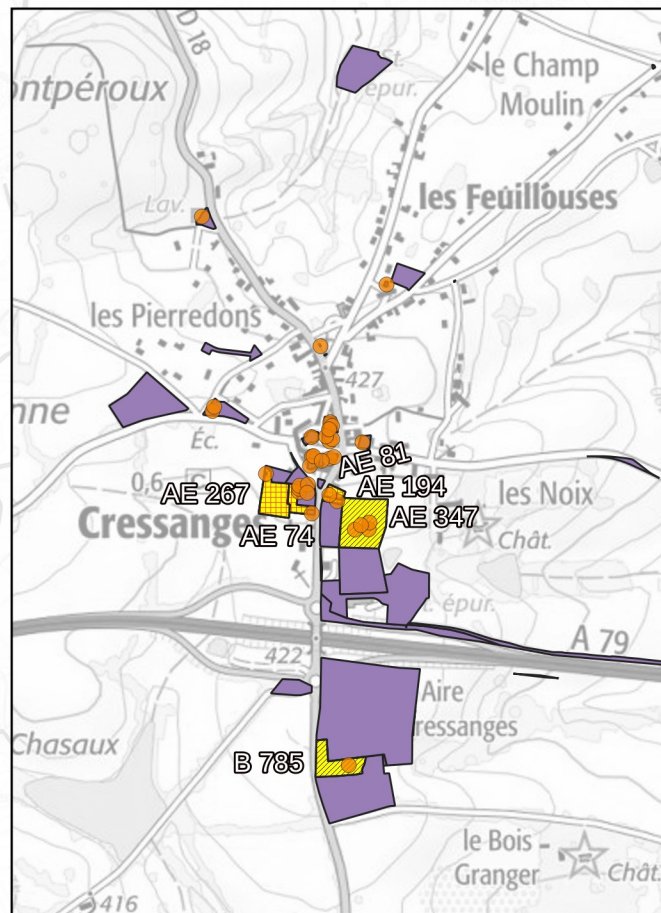 D 18
St.
épur.
le Champ
Moulin
ontpéroux
les Feuillouses
Lav.
les Pierredons
427
nne
Éc.
AE 81
0,6
AE 267
AE 194
les Noix
AE 347
Cressanges
AE 74
Chât.
t. épur.
A 79
422
Aire
ressanges
Chasaux
B 785
le Bois
Granger
Chât.
416